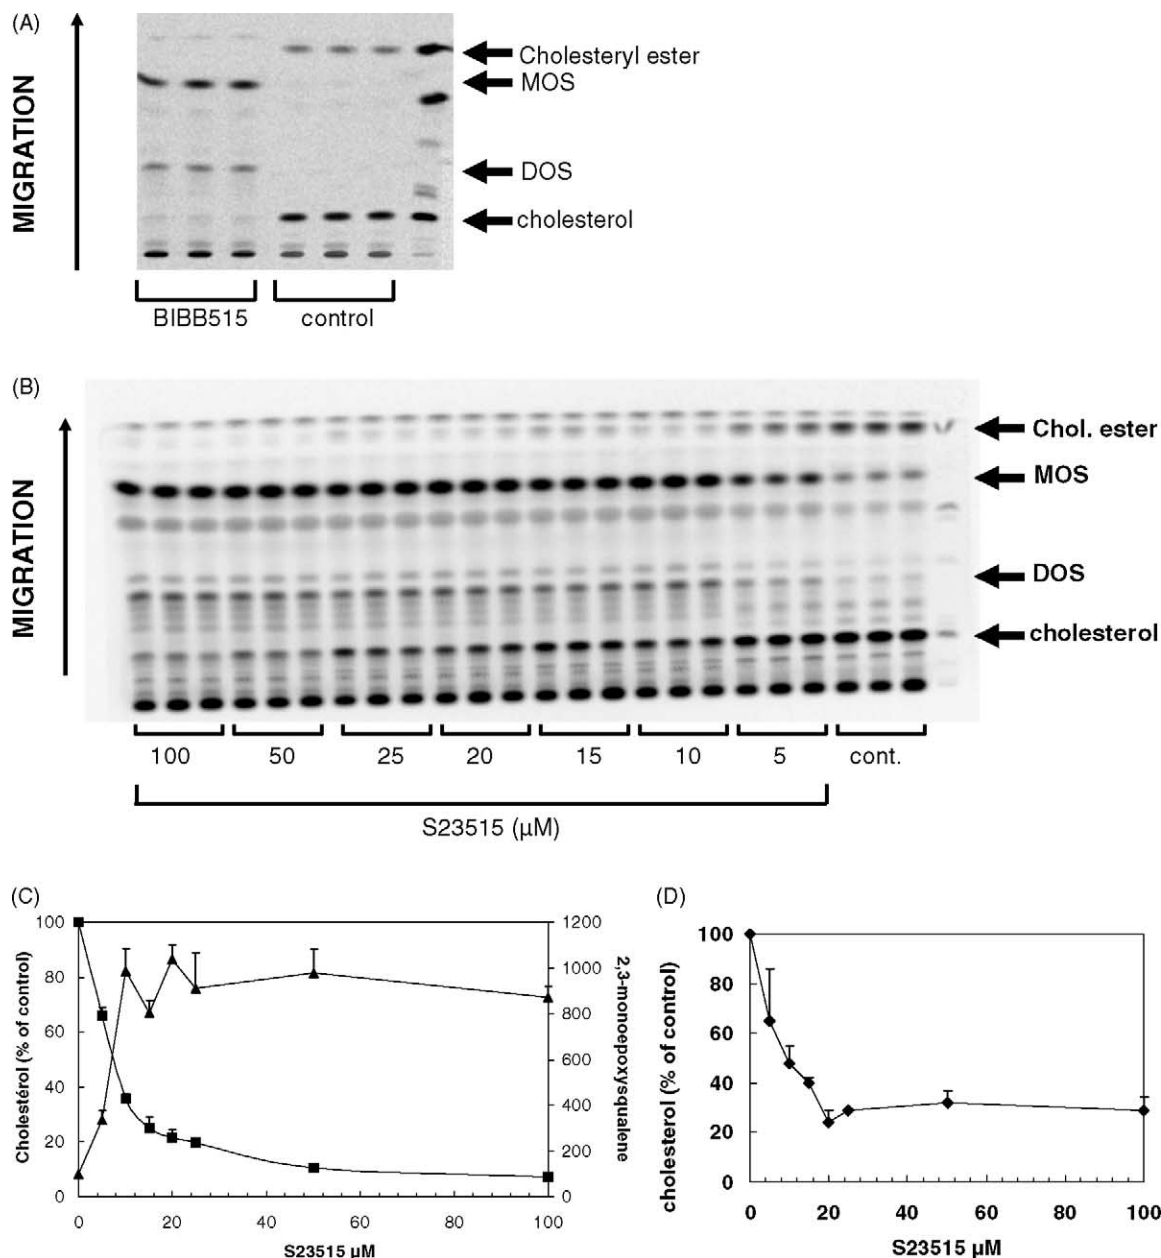 (A)
MIGRATION
Cholesteryl ester
MOS
DOS
cholesterol
BIBB515 control
(B)
MIGRATION
Chol. ester
MOS
DOS
cholesterol
100 50 25 20 15 10 5 cont.
S23515 (µM)
(C)
Cholestérol (% of control)
100
80
60
40
20
0
1200
1000
800
600
400
200
0
2,3-monoepoxysqualene
0 20 40 60 80 100
S23515 µM
(D)
cholesterol (% of control)
100
80
60
40
20
0
0 20 40 60 80 100
S23515 µM